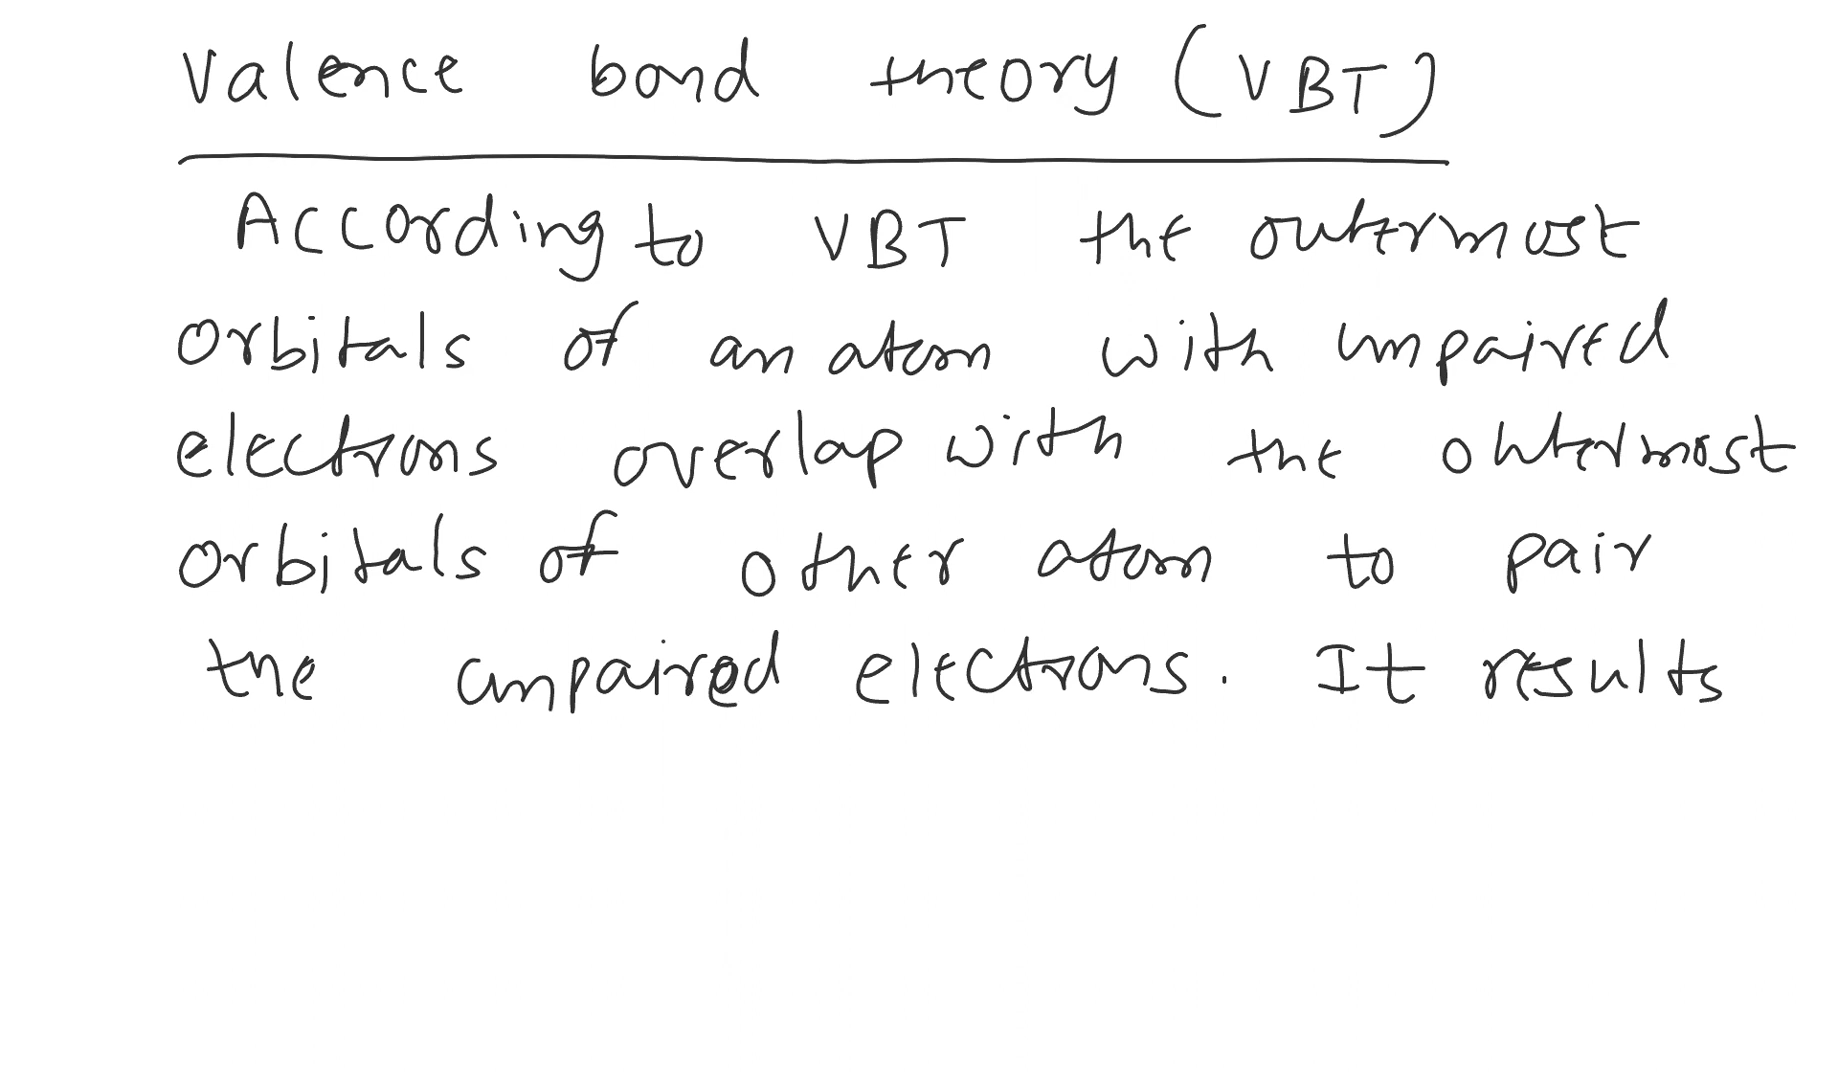 Valence bond theory (VBT)
According to VBT the outermost
orbitals of an atom with unpaired
electrons overlap with the outermost
orbitals of other atom to pair
the unpaired electrons. It results